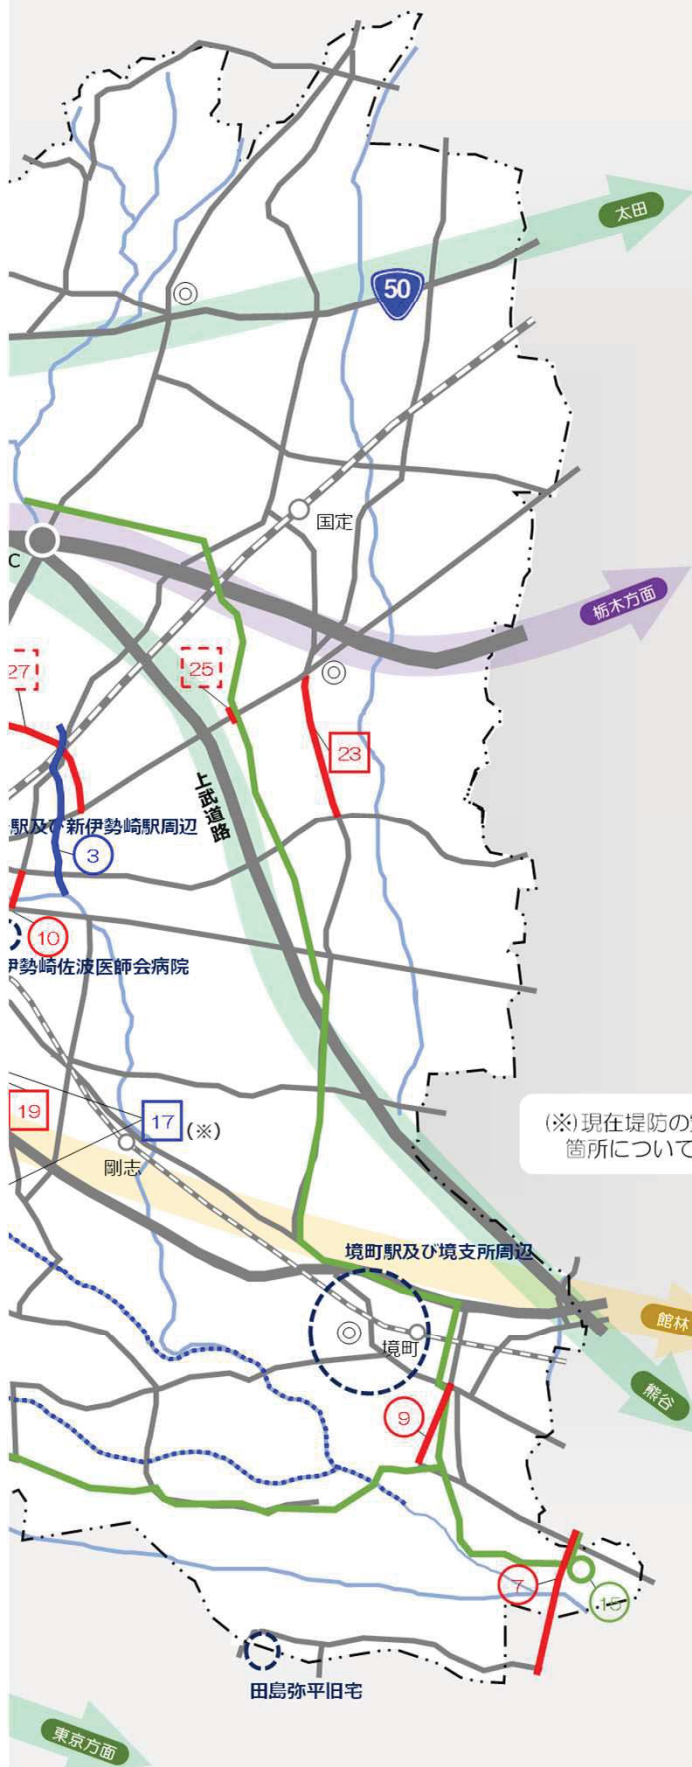 太田
50
国定
C
栃木方面
27
25
23
上武道路
駅及び新伊勢崎駅周辺
3
10
伊勢崎佐波医師会病院
19
17
(※)
(※)現在堤防の
箇所について
剛志
境町駅及び境支所周辺
館林
境町
熊谷
9
7
15
田島弥平旧宅
東京方面